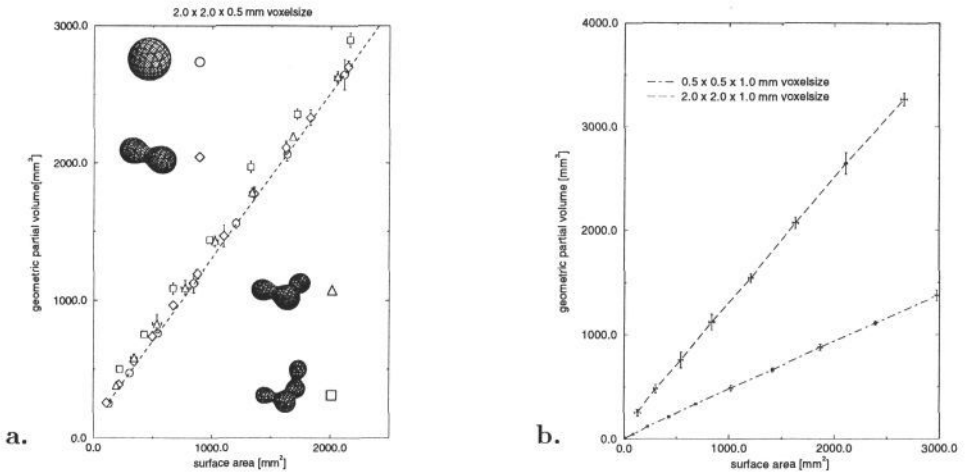 2.0 x 2.0 x 0.5 mm voxelsize
3000.0
2000.0
1000.0
0.0
geometric partial volume[mm³]
0.0
1000.0
2000.0
surface area [mm²]
a.
4000.0
3000.0
2000.0
1000.0
0.0
geometric partial volume [mm³]
0.5 x 0.5 x 1.0 mm voxelsize
2.0 x 2.0 x 1.0 mm voxelsize
0.0
1000.0
2000.0
3000.0
surface area [mm²]
b.